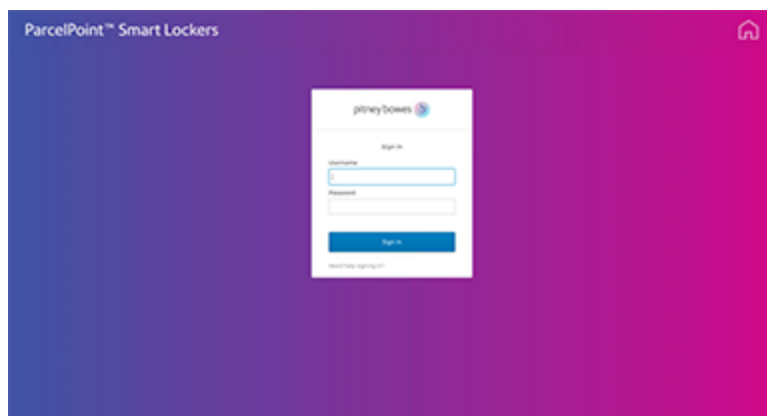 ParcelPoint™ Smart Lockers
pitney bowes
Sign In
Username
Password
Sign In
Need help signing in?